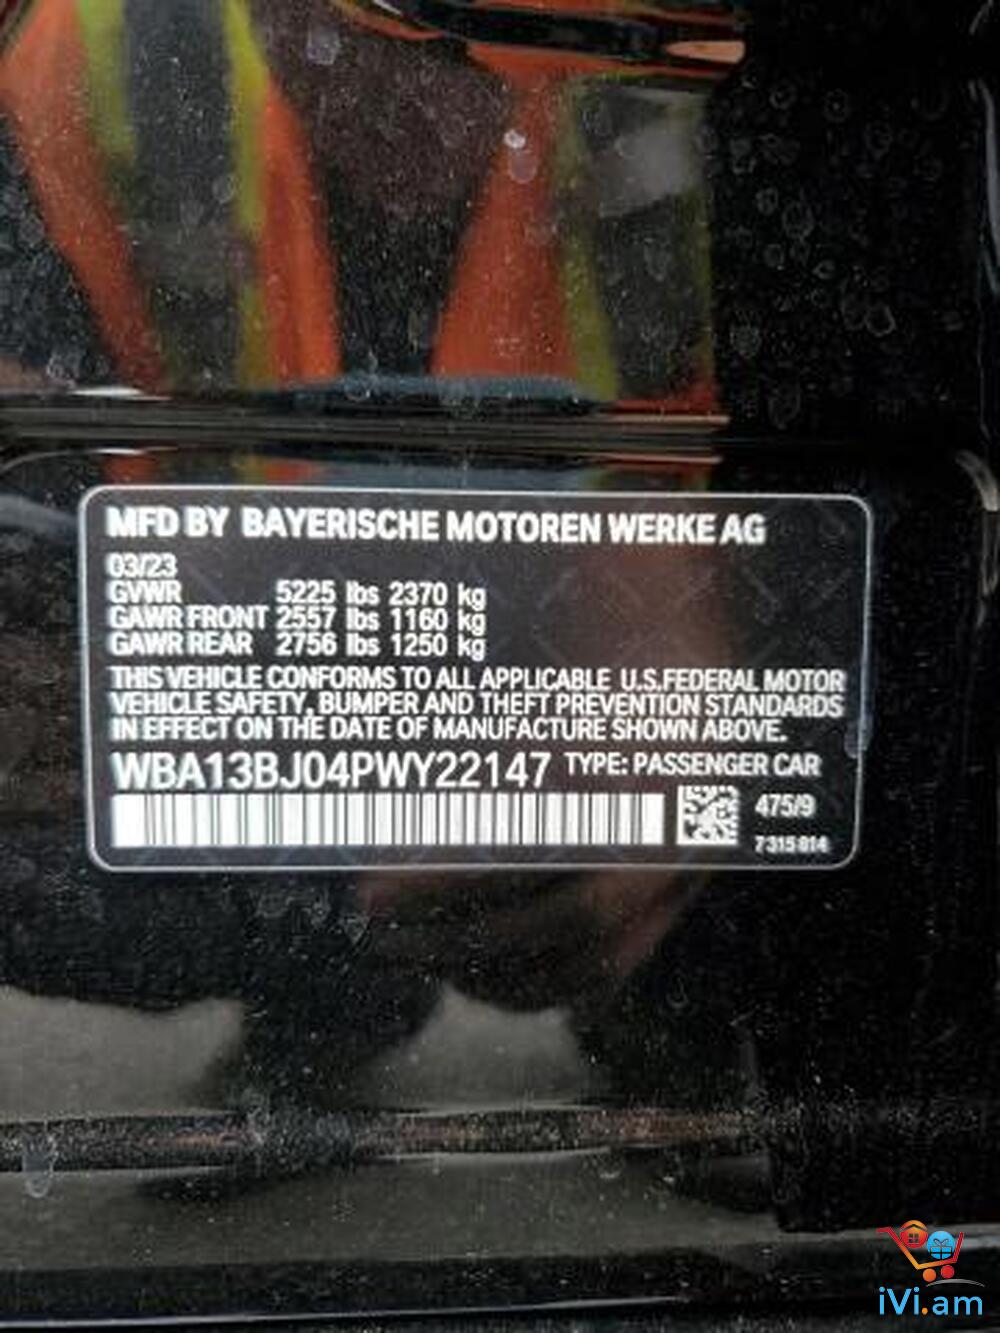 MFD BY BAYERISCHE MOTOREN WERKE AG
03/23
GVWR 5225 lbs 2370 kg
GAWR FRONT 2557 lbs 1160 kg
GAWR REAR 2756 lbs 1250 kg
THIS VEHICLE CONFORMS TO ALL APPLICABLE U.S.FEDERAL MOTOR
VEHICLE SAFETY, BUMPER AND THEFT PREVENTION STANDARDS
IN EFFECT ON THE DATE OF MANUFACTURE SHOWN ABOVE.
WBA13BJ04PWY22147 TYPE: PASSENGER CAR
475/9
7 315 814
iVi.am